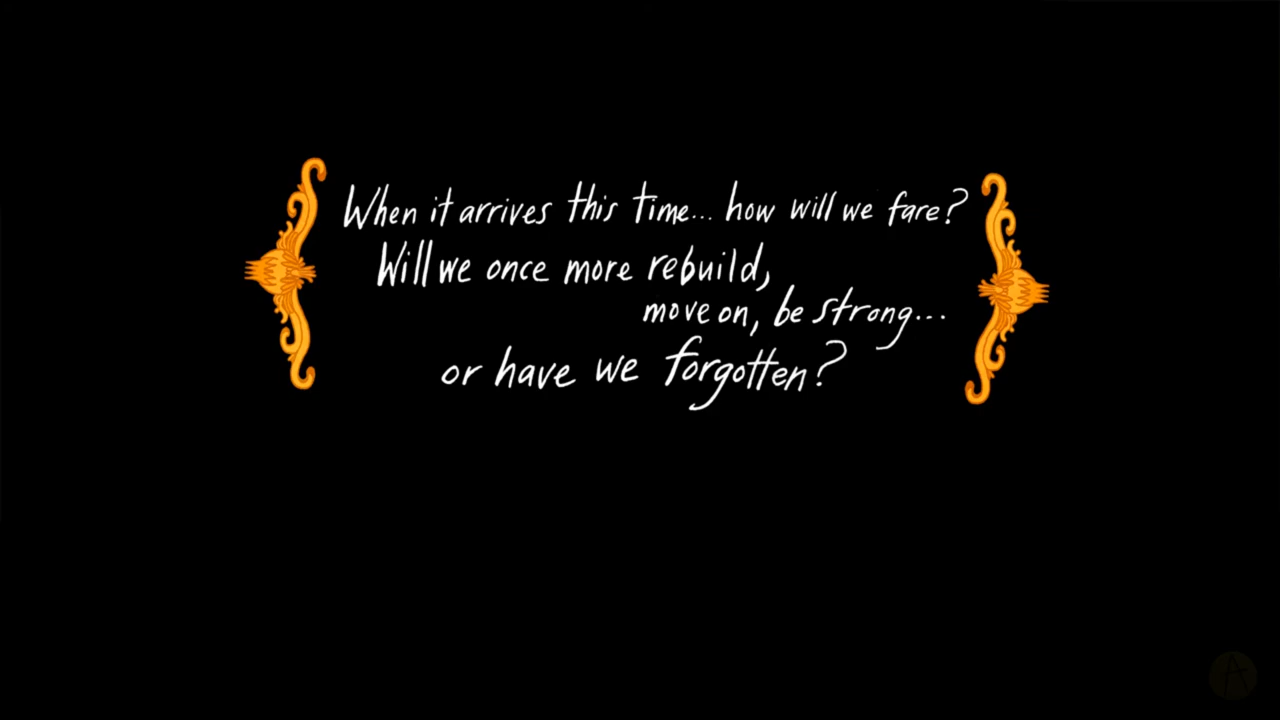 When it arrives this time... how will we fare?
Will we once more rebuild,
move on, be strong...
or have we forgotten?
A